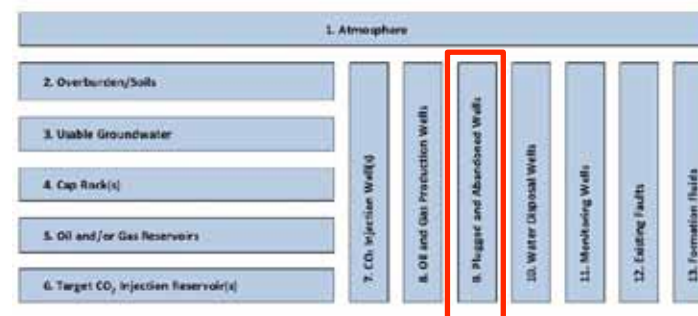 1. Atmosphere
2. Overburden/Soils
3. Usable Groundwater
4. Cap Rock(s)
5. Oil and/or Gas Reservoirs
6. Target CO₂ Injection Reservoir(s)
7. CO₂ Injection Well(s)
8. Oil and Gas Production Wells
9. Plugged and Abandoned Wells
10. Water Disposal Wells
11. Monitoring Wells
12. Existing Faults
13. Formation fluids